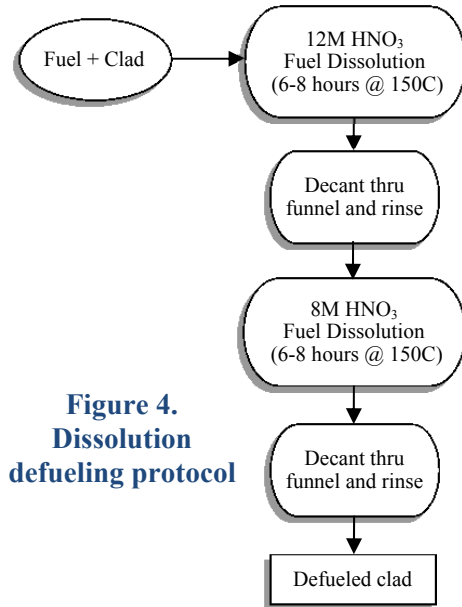 Fuel + Clad
12M HNO₃
Fuel Dissolution
(6-8 hours @ 150C)
Decant thru
funnel and rinse
8M HNO₃
Fuel Dissolution
(6-8 hours @ 150C)
Figure 4.
Dissolution
defueling protocol
Decant thru
funnel and rinse
Defueled clad